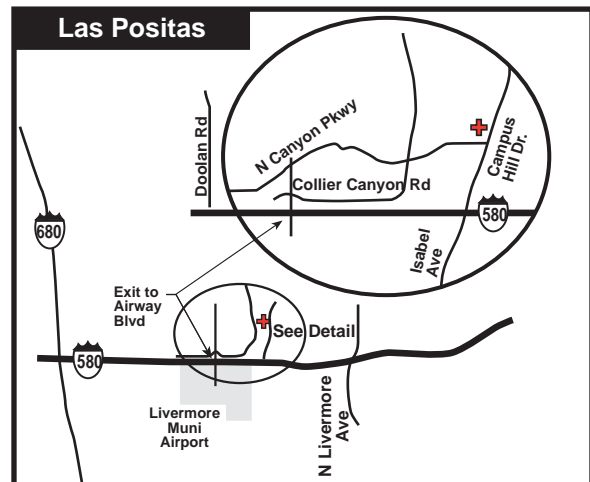 Las Positas
Doolan Rd
N Canyon Pkwy
Collier Canyon Rd
Campus
Hill Dr.
580
Isabel
Ave
680
Exit to
Airway
Blvd
See Detail
580
Livermore
Muni
Airport
N Livermore
Ave